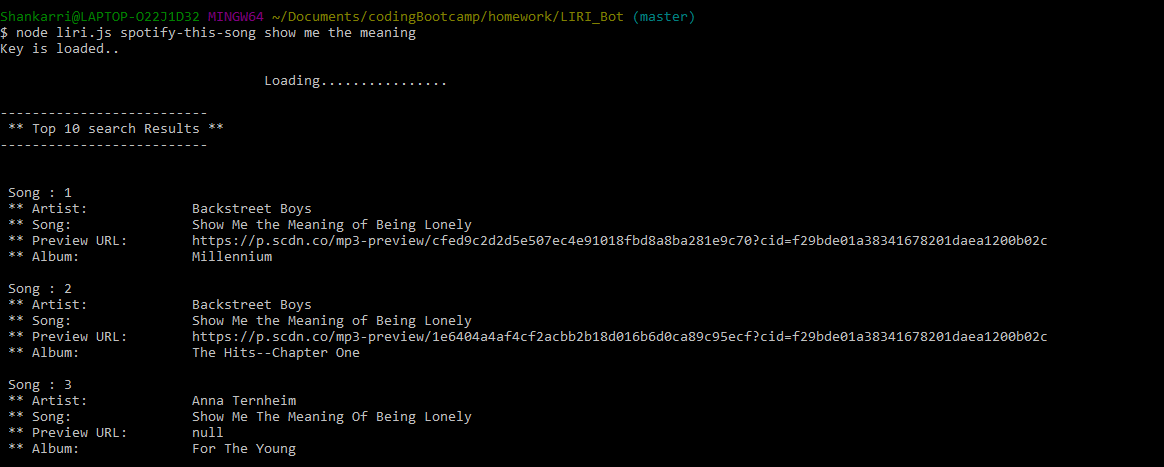 Shankarri@LAPTOP-O22J1D32 MINGW64 ~/Documents/codingBootcamp/homework/LIRI_Bot (master)
$ node liri.js spotify-this-song show me the meaning
Key is loaded..
Loading................
--------------------------
** Top 10 search Results **
--------------------------
Song : 1
** Artist: Backstreet Boys
** Song: Show Me the Meaning of Being Lonely
** Preview URL: https://p.scdn.co/mp3-preview/cfed9c2d2d5e507ec4e91018fbd8a8ba281e9c70?cid=f29bde01a38341678201daea1200b02c
** Album: Millennium
Song : 2
** Artist: Backstreet Boys
** Song: Show Me the Meaning of Being Lonely
** Preview URL: https://p.scdn.co/mp3-preview/1e6404a4af4cf2acbb2b18d016b6d0ca89c95ecf?cid=f29bde01a38341678201daea1200b02c
** Album: The Hits--Chapter One
Song : 3
** Artist: Anna Ternheim
** Song: Show Me The Meaning Of Being Lonely
** Preview URL: null
** Album: For The Young